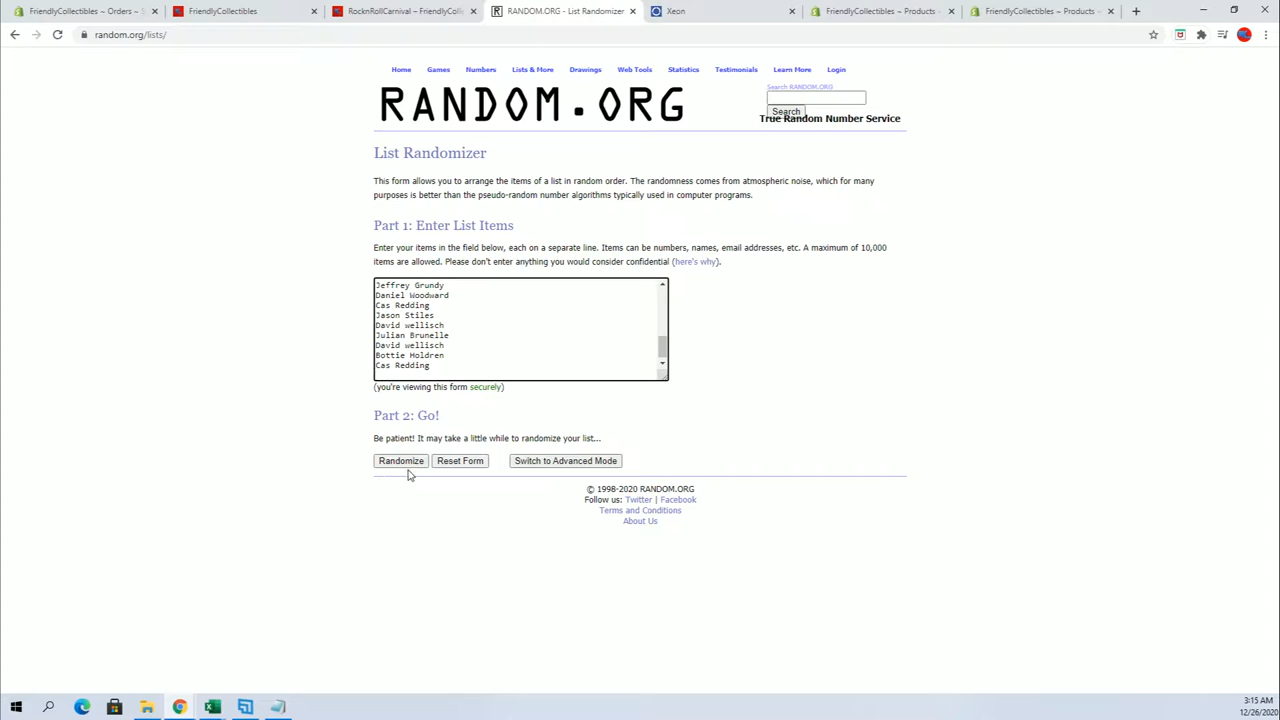 FriendlyCollectibles ~ Orders ~ S
FriendlyCollectibles
RocknRollCarnival – FriendlyColl
RANDOM.ORG - List Randomizer
Xeon
FriendlyCollectibles ~ Products ~
FriendlyCollectibles ~ Products ~
random.org/lists/
Home Games Numbers Lists & More Drawings Web Tools Statistics Testimonials Learn More Login
RANDOM.ORG
Search RANDOM.ORG
Search
True Random Number Service
List Randomizer
This form allows you to arrange the items of a list in random order. The randomness comes from atmospheric noise, which for many
purposes is better than the pseudo-random number algorithms typically used in computer programs.
Part 1: Enter List Items
Enter your items in the field below, each on a separate line. Items can be numbers, names, email addresses, etc. A maximum of 10,000
items are allowed. Please don't enter anything you would consider confidential (here's why).
Jeffrey Grundy
Daniel Woodward
Cas Redding
Jason Stiles
David wellisch
Julian Brunelle
David wellisch
Bottie Holdren
Cas Redding
(you're viewing this form securely)
Part 2: Go!
Be patient! It may take a little while to randomize your list...
Randomize Reset Form Switch to Advanced Mode
© 1998-2020 RANDOM.ORG
Follow us: Twitter | Facebook
Terms and Conditions
About Us
3:15 AM
12/26/2020